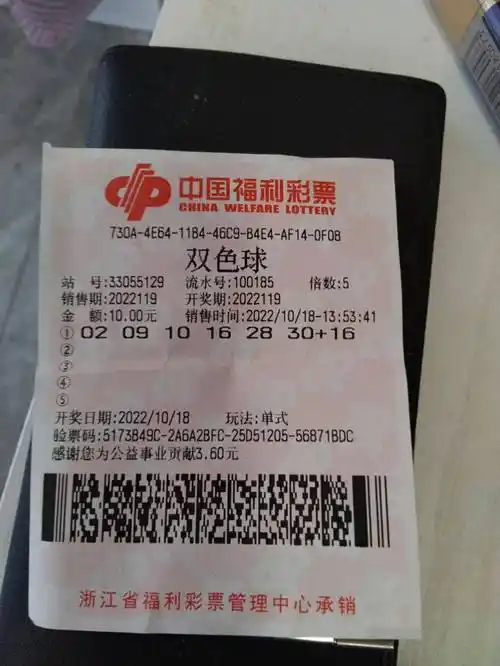 中国福利彩票
CHINA WELFARE LOTTERY
730A-4E64-11B4-46C9-B4E4-AF14-0F08
双色球
站 号:33055129 流水号:100185 倍数:5
销售期:2022119 开奖期:2022119
金 额:10.00元 销售时间:2022/10/18-13:53:41
① 02 09 10 16 28 30+16
②
③
④
⑤
开奖日期:2022/10/18 玩法:单式
验票码:5173849C-2A6A2BFC-25D51205-56871BDC
感谢您为公益事业贡献3.60元
浙江省福利彩票管理中心承销